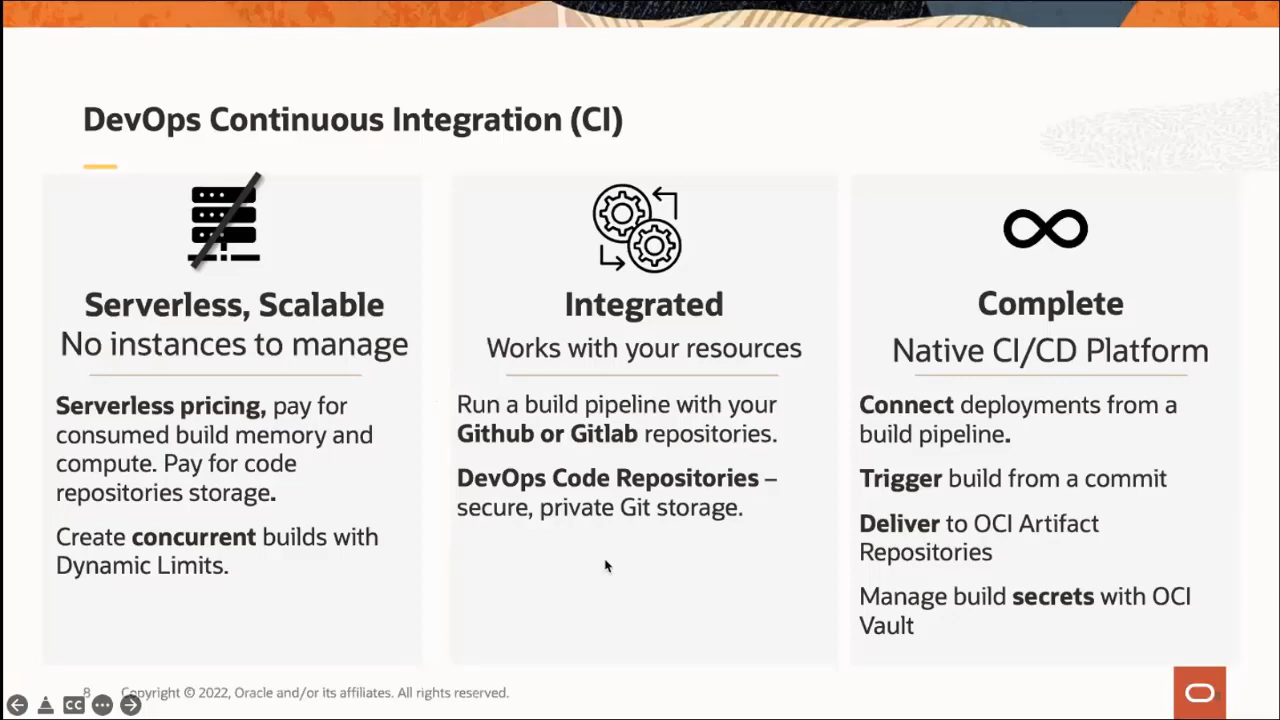 DevOps Continuous Integration (CI)
Serverless, Scalable
No instances to manage
Serverless pricing, pay for
consumed build memory and
compute. Pay for code
repositories storage.
Create concurrent builds with
Dynamic Limits.
Integrated
Works with your resources
Run a build pipeline with your
Github or Gitlab repositories.
DevOps Code Repositories –
secure, private Git storage.
Complete
Native CI/CD Platform
Connect deployments from a
build pipeline.
Trigger build from a commit
Deliver to OCI Artifact
Repositories
Manage build secrets with OCI
Vault
8 Copyright © 2022, Oracle and/or its affiliates. All rights reserved.
CC